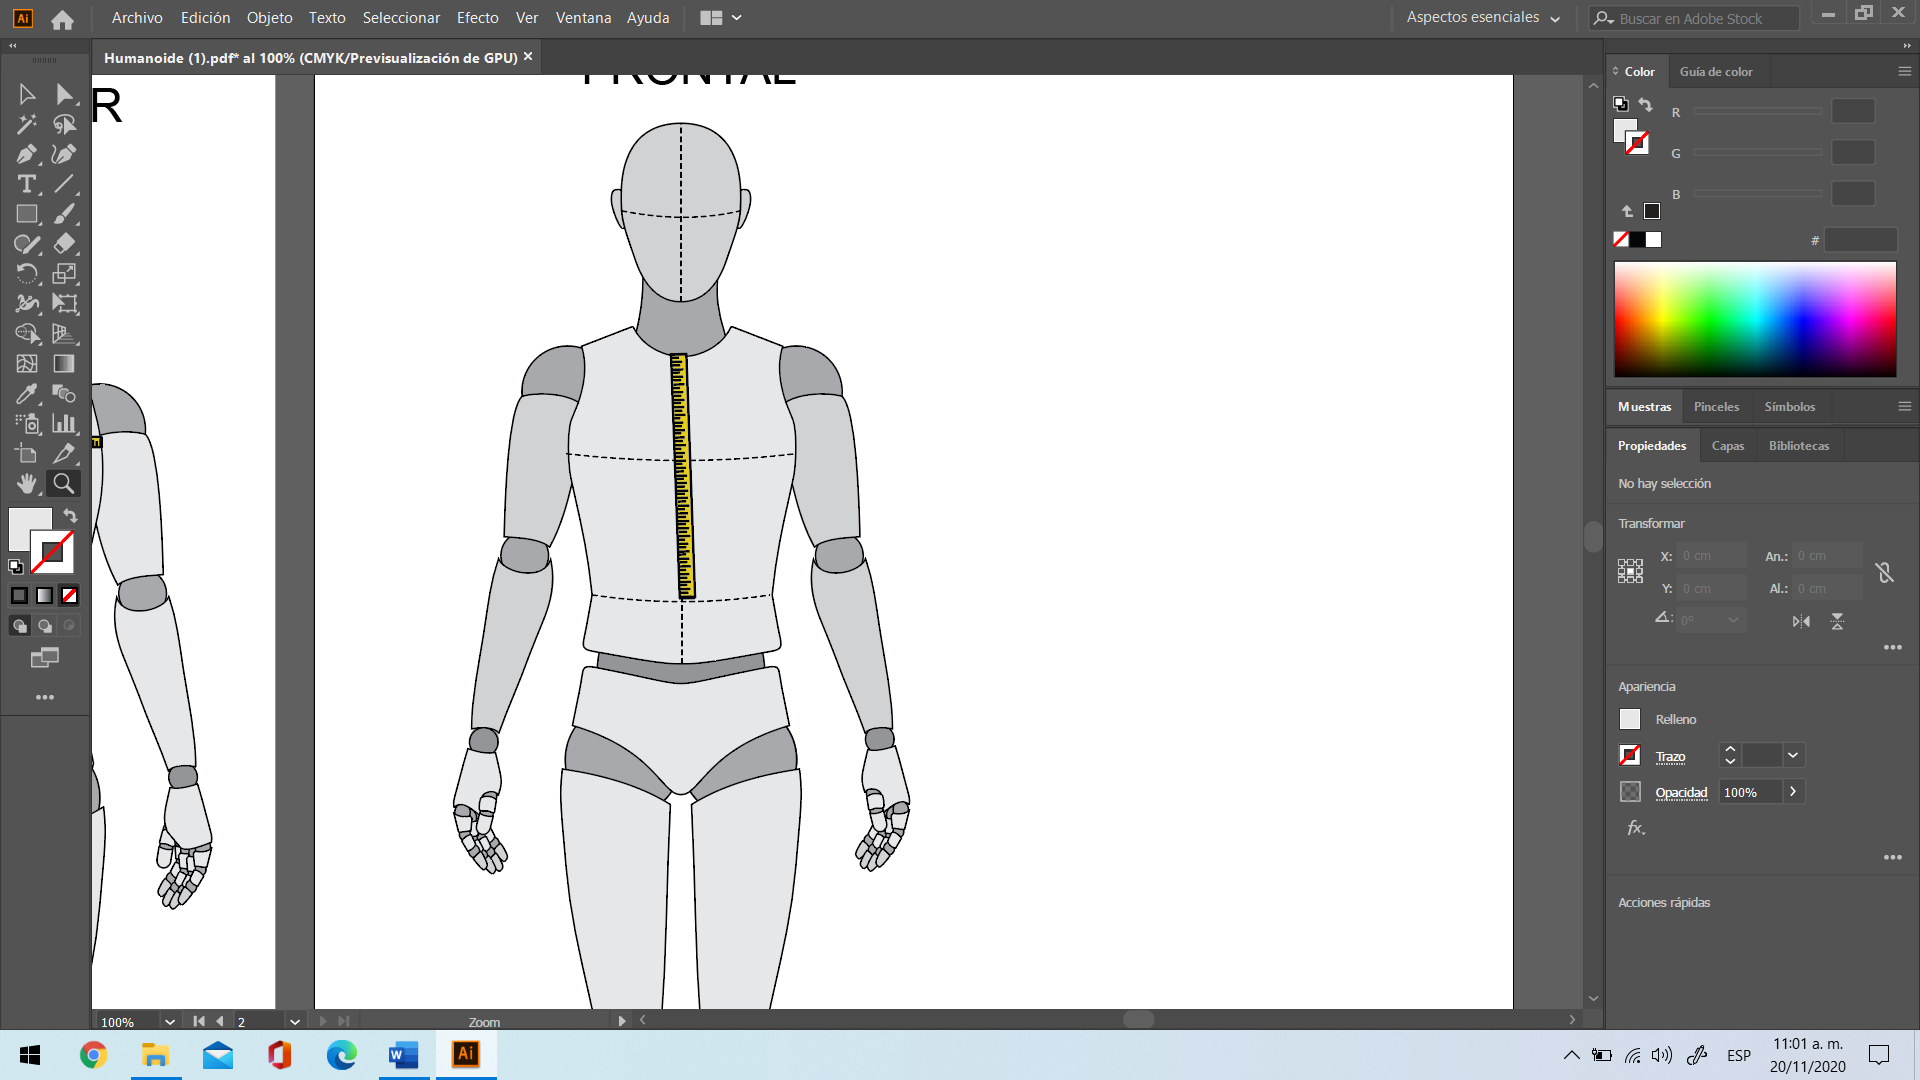 Ai
Archivo Edición Objeto Texto Seleccionar Efecto Ver Ventana Ayuda
Aspectos esenciales
Buscar en Adobe Stock
Humanoide (1).pdf* al 100% (CMYK/Previsualización de GPU)
FRONTAL
R
Color
Guía de color
R
G
B
#
Muestras
Pinceles
Símbolos
Propiedades
Capas
Bibliotecas
No hay selección
Transformar
X: 0 cm
An.: 0 cm
Y: 0 cm
Al.: 0 cm
0°
Apariencia
Relleno
Trazo
Opacidad
100%
fx.
Acciones rápidas
100%
2
Zoom
Ai
ESP
11:01 a. m.
20/11/2020